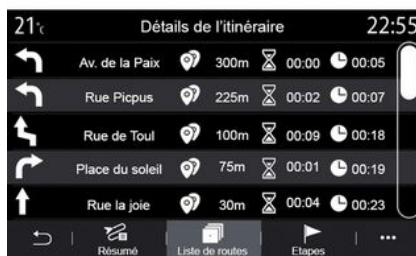 21°c Détails de l'itinéraire 22:55
Av. de la Paix 300m 00:00 00:05
Rue Picpus 225m 00:02 00:07
Rue de Toul 100m 00:09 00:18
Place du soleil 75m 00:01 00:19
Rue la joie 30m 00:04 00:23
Résumé Liste de routes Etapes